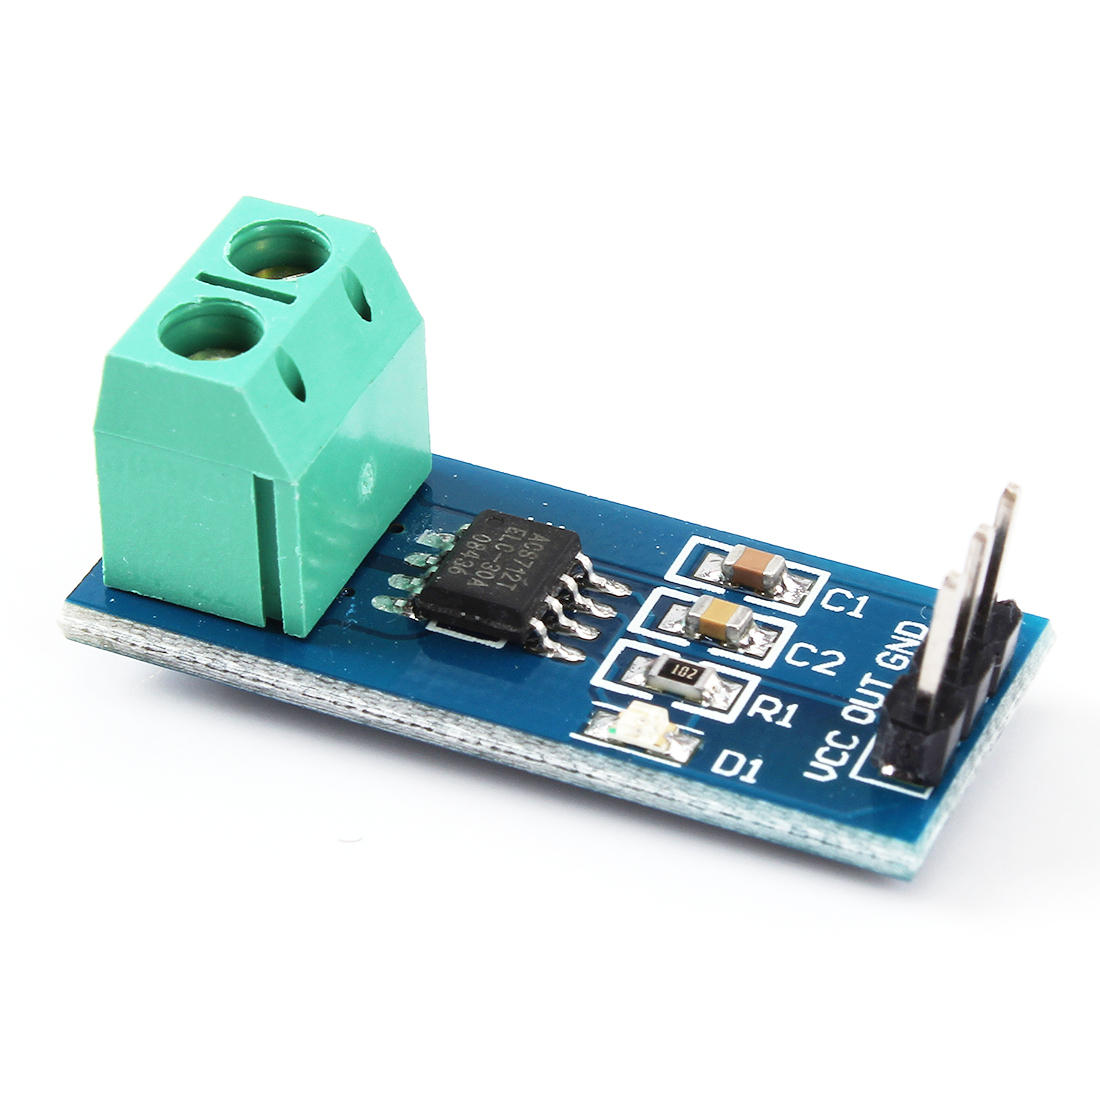 ACS712T
ELC-30A
08436
C1
C2
102
R1
D1
VCC OUT GND